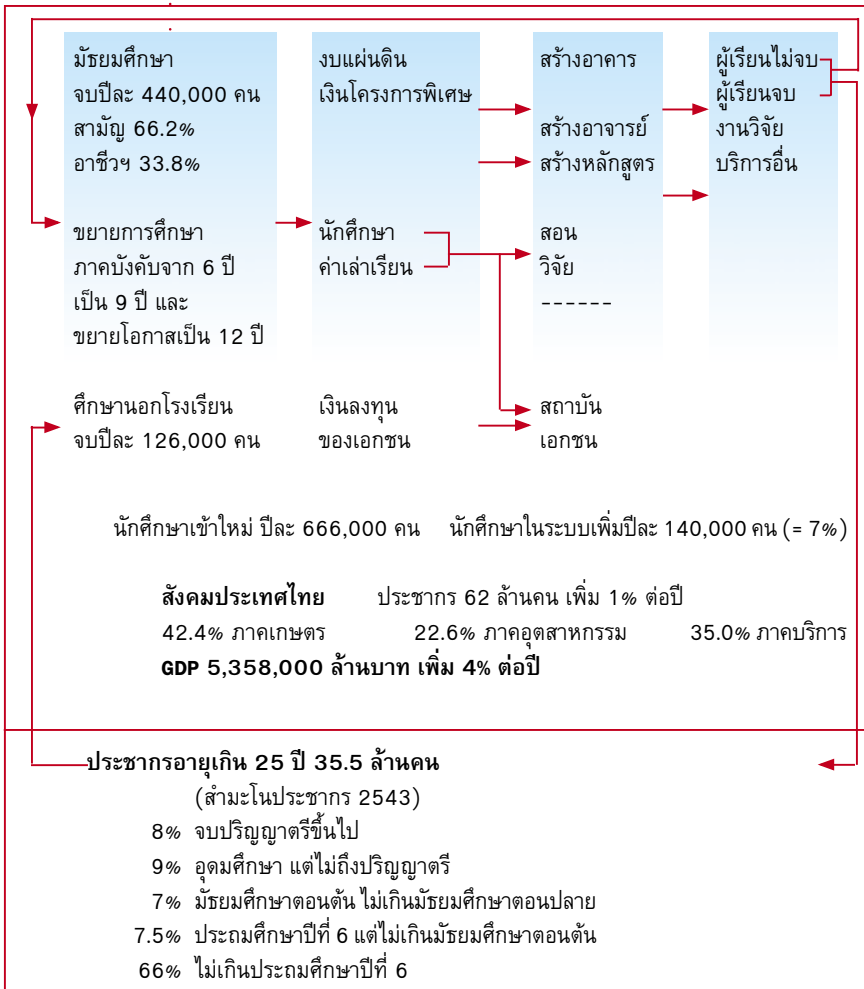 มัธยมศึกษา
จบปีละ 440,000 คน
สามัญ 66.2%
อาชีวฯ 33.8%
ขยายการศึกษา
ภาคบังคับจาก 6 ปี
เป็น 9 ปี และ
ขยายโอกาสเป็น 12 ปี
ศึกษานอกโรงเรียน
จบปีละ 126,000 คน
งบแผ่นดิน
เงินโครงการพิเศษ
นักศึกษา
ค่าเล่าเรียน
เงินลงทุน
ของเอกชน
สร้างอาคาร
สร้างอาจารย์
สร้างหลักสูตร
สอน
วิจัย
------
สถาบัน
เอกชน
ผู้เรียนไม่จบ
ผู้เรียนจบ
งานวิจัย
บริการอื่น
นักศึกษาเข้าใหม่ ปีละ 666,000 คน นักศึกษาในระบบเพิ่มปีละ 140,000 คน (= 7%)
สังคมประเทศไทย ประชากร 62 ล้านคน เพิ่ม 1% ต่อปี
42.4% ภาคเกษตร 22.6% ภาคอุตสาหกรรม 35.0% ภาคบริการ
GDP 5,358,000 ล้านบาท เพิ่ม 4% ต่อปี
ประชากรอายุเกิน 25 ปี 35.5 ล้านคน
(สำมะโนประชากร 2543)
8% จบปริญญาตรีขึ้นไป
9% อุดมศึกษา แต่ไม่ถึงปริญญาตรี
7% มัธยมศึกษาตอนต้น ไม่เกินมัธยมศึกษาตอนปลาย
7.5% ประถมศึกษาปีที่ 6 แต่ไม่เกินมัธยมศึกษาตอนต้น
66% ไม่เกินประถมศึกษาปีที่ 6